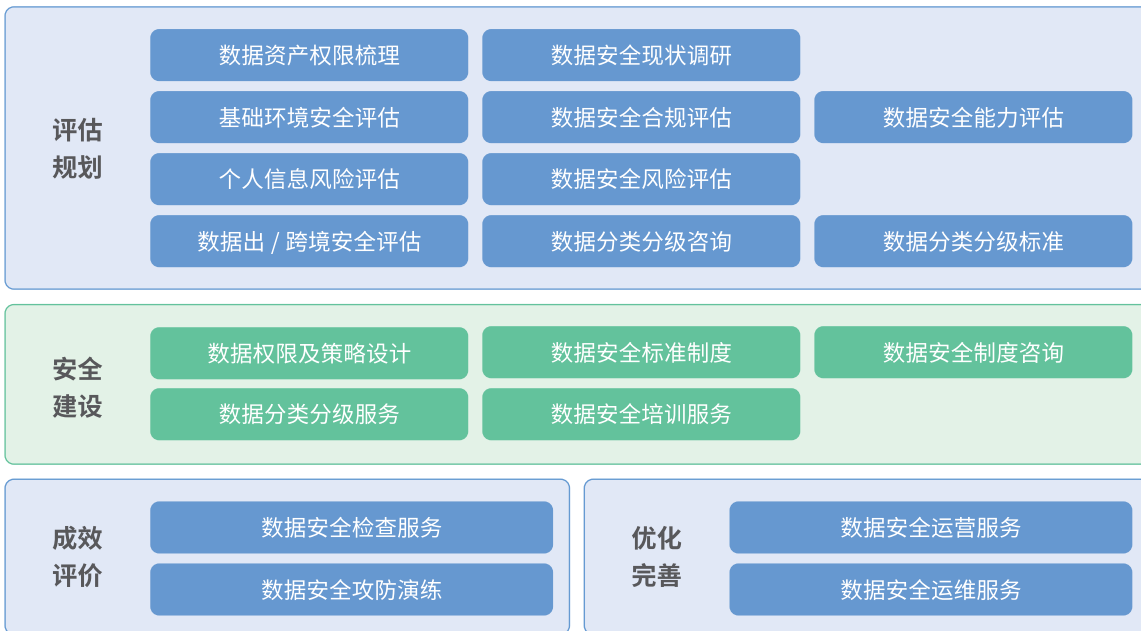 评估
规划
数据资产权限梳理
数据安全现状调研
基础环境安全评估
数据安全合规评估
数据安全能力评估
个人信息风险评估
数据安全风险评估
数据出 / 跨境安全评估
数据分类分级咨询
数据分类分级标准
安全
建设
数据权限及策略设计
数据安全标准制度
数据安全制度咨询
数据分类分级服务
数据安全培训服务
成效
评价
数据安全检查服务
数据安全攻防演练
优化
完善
数据安全运营服务
数据安全运维服务